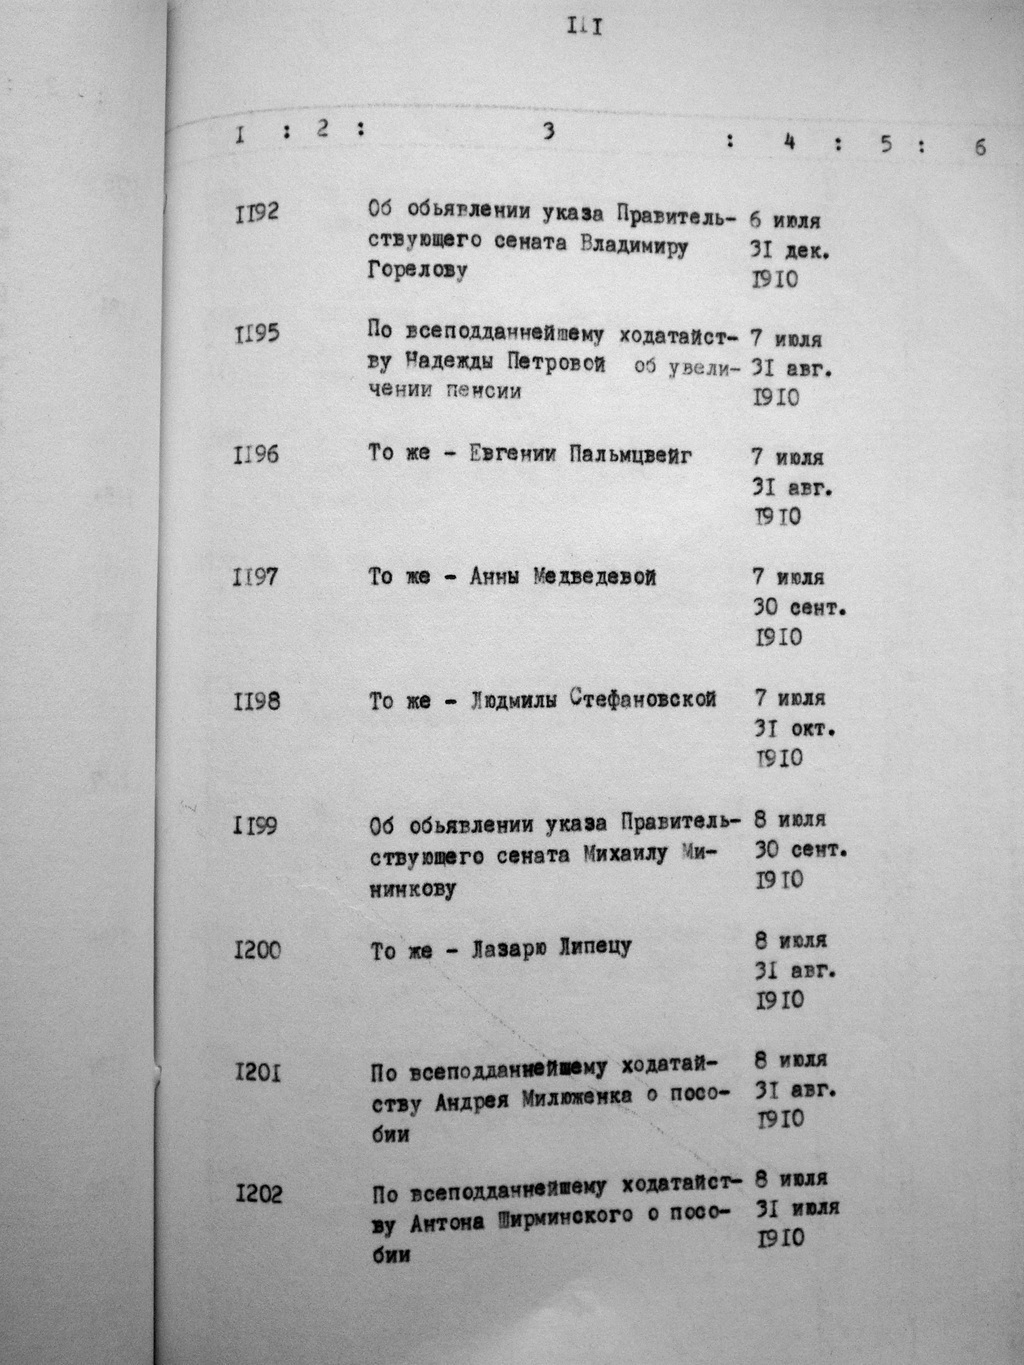 III
I : 2 : 3 : 4 : 5 : 6
II92 Об обьявлении указа Правитель- 6 июля
ствующего сената Владимиру 31 дек.
Горелову 1910
II95 По всеподданнейшему ходатайст- 7 июля
ву Надежды Петровой об увели- 31 авг.
чении пенсии 1910
II96 То же - Евгении Пальмцвейг 7 июля
31 авг.
1910
II97 То же - Анны Медведевой 7 июля
30 сент.
1910
II98 То же - Людмилы Стефановской 7 июля
31 окт.
1910
II99 Об обьявлении указа Правитель- 8 июля
ствующего сената Михаилу Ми- 30 сент.
нинкову 1910
I200 То же - Лазарю Липецу 8 июля
31 авг.
1910
I20I По всеподданнейшему ходатай- 8 июля
ству Андрея Милюженка о посо- 31 авг.
бии 1910
I202 По всеподданнейшему ходатайст- 8 июля
ву Антона Ширминского о посо- 31 июля
бии 1910